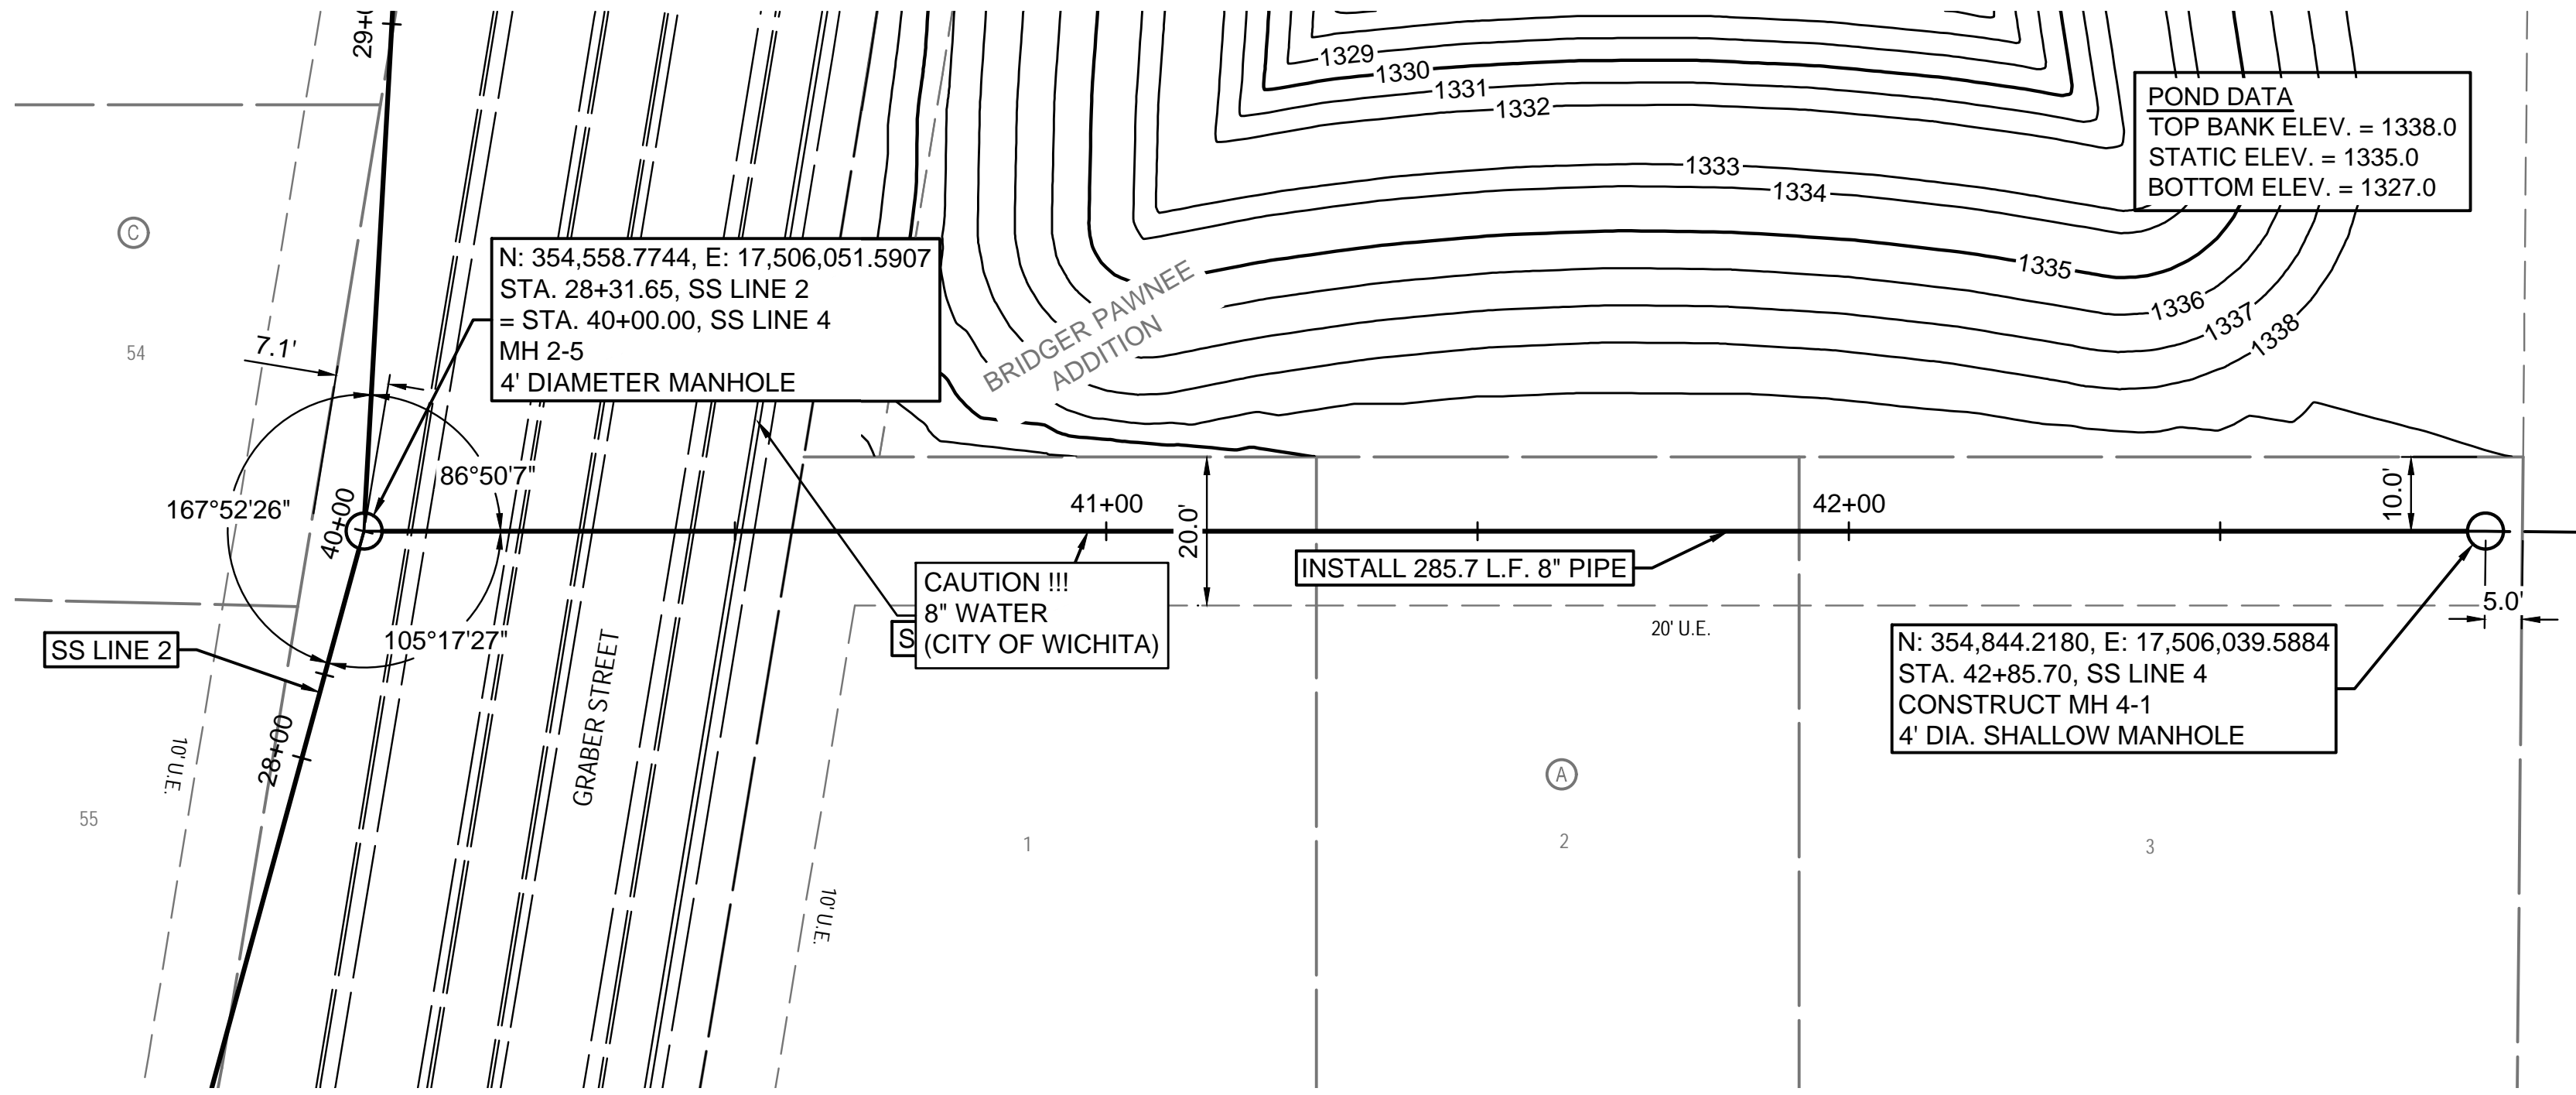 29+
1329
1330
1331
1332
1333
1334
1335
1336
1337
1338
POND DATA
TOP BANK ELEV. = 1338.0
STATIC ELEV. = 1335.0
BOTTOM ELEV. = 1327.0
C
54
7.1'
N: 354,558.7744, E: 17,506,051.5907
STA. 28+31.65, SS LINE 2
= STA. 40+00.00, SS LINE 4
MH 2-5
4' DIAMETER MANHOLE
BRIDGER PAWNEE
ADDITION
86°50'7"
167°52'26"
40+00
105°17'27"
41+00
20.0'
42+00
10.0'
INSTALL 285.7 L.F. 8" PIPE
CAUTION !!!
8" WATER
(CITY OF WICHITA)
S
SS LINE 2
28+00
10' U.E.
55
GRABER STREET
10' U.E.
20' U.E.
5.0'
N: 354,844.2180, E: 17,506,039.5884
STA. 42+85.70, SS LINE 4
CONSTRUCT MH 4-1
4' DIA. SHALLOW MANHOLE
A
1
2
3